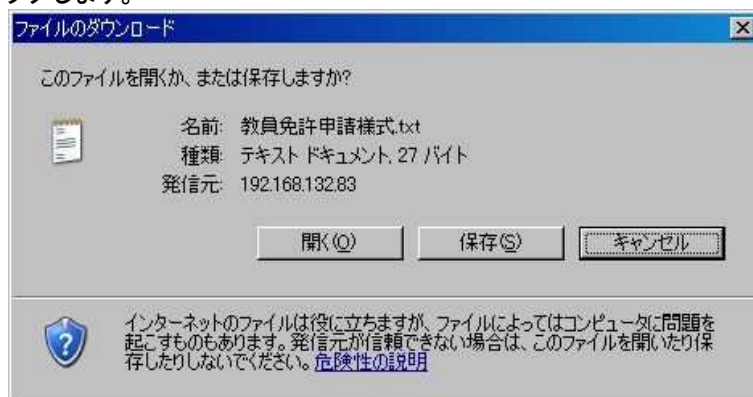 ックします。
ファイルのダウンロード
このファイルを開くか、または保存しますか?
名前: 教員免許申請様式.txt
種類: テキスト ドキュメント, 27 バイト
発信元: 192.168.132.83
開く(O) 保存(S) キャンセル
インターネットのファイルは役に立ちますが、ファイルによってはコンピュータに問題を
起こすものもあります。発信元が信頼できない場合は、このファイルを開いたり保
存したりしないでください。危険性の説明